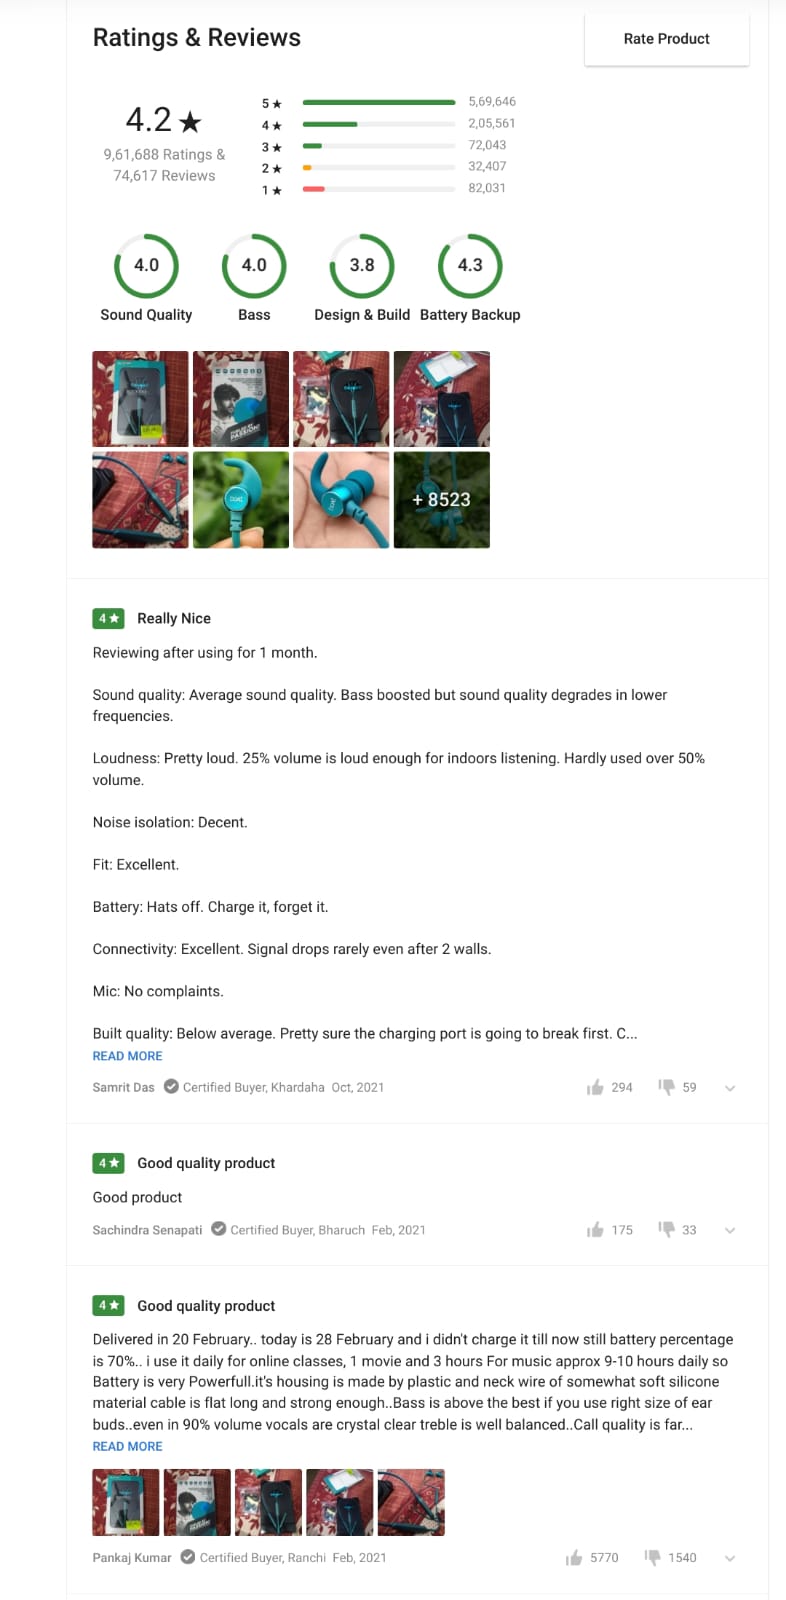 Ratings & Reviews
Rate Product
4.2★
9,61,688 Ratings &
74,617 Reviews
5★ 5,69,646
4★ 2,05,561
3★ 72,043
2★ 32,407
1★ 82,031
4.0 4.0 3.8 4.3
Sound Quality Bass Design & Build Battery Backup
+ 8523
4★ Really Nice
Reviewing after using for 1 month.
Sound quality: Average sound quality. Bass boosted but sound quality degrades in lower
frequencies.
Loudness: Pretty loud. 25% volume is loud enough for indoors listening. Hardly used over 50%
volume.
Noise isolation: Decent.
Fit: Excellent.
Battery: Hats off. Charge it, forget it.
Connectivity: Excellent. Signal drops rarely even after 2 walls.
Mic: No complaints.
Built quality: Below average. Pretty sure the charging port is going to break first. C...
READ MORE
Samrit Das Certified Buyer, Khardaha Oct, 2021 294 59
4★ Good quality product
Good product
Sachindra Senapati Certified Buyer, Bharuch Feb, 2021 175 33
4★ Good quality product
Delivered in 20 February.. today is 28 February and i didn't charge it till now still battery percentage
is 70%.. i use it daily for online classes, 1 movie and 3 hours For music approx 9-10 hours daily so
Battery is very Powerfull.it's housing is made by plastic and neck wire of somewhat soft silicone
material cable is flat long and strong enough..Bass is above the best if you use right size of ear
buds..even in 90% volume vocals are crystal clear treble is well balanced..Call quality is far...
READ MORE
Pankaj Kumar Certified Buyer, Ranchi Feb, 2021 5770 1540